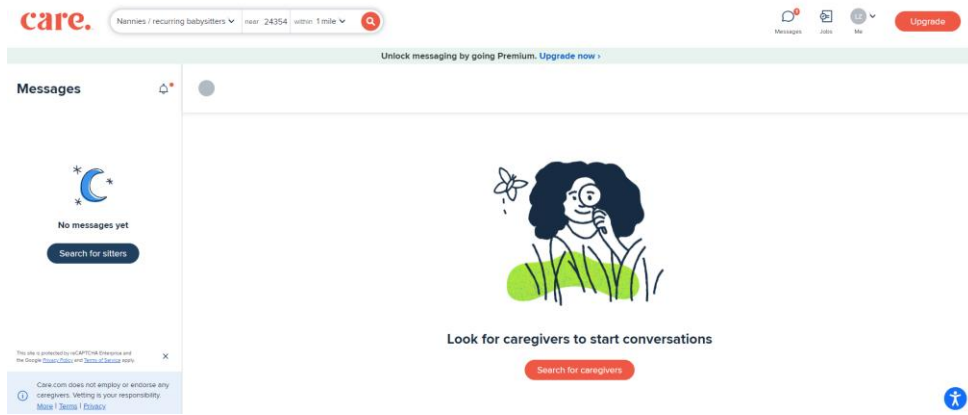 care.
Nannies / recurring babysitters near 24354 within 1 mile
Messages
Jobs
LZ
Me
Upgrade
Unlock messaging by going Premium. Upgrade now ›
Messages
No messages yet
Search for sitters
Look for caregivers to start conversations
Search for caregivers
This site is protected by reCAPTCHA Enterprise and
the Google Privacy Policy and Terms of Service apply.
Care.com does not employ or endorse any
caregivers. Vetting is your responsibility.
More | Terms | Privacy